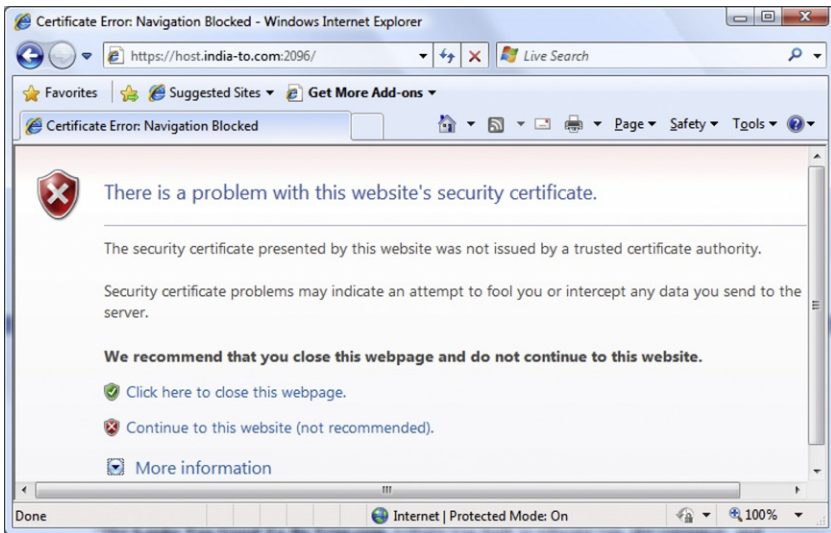 Certificate Error: Navigation Blocked - Windows Internet Explorer
https://host.india-to.com:2096/
Live Search
Favorites
Suggested Sites
Get More Add-ons
Certificate Error: Navigation Blocked
Page
Safety
Tools
There is a problem with this website's security certificate.
The security certificate presented by this website was not issued by a trusted certificate authority.
Security certificate problems may indicate an attempt to fool you or intercept any data you send to the
server.
We recommend that you close this webpage and do not continue to this website.
Click here to close this webpage.
Continue to this website (not recommended).
More information
Done
Internet | Protected Mode: On
100%